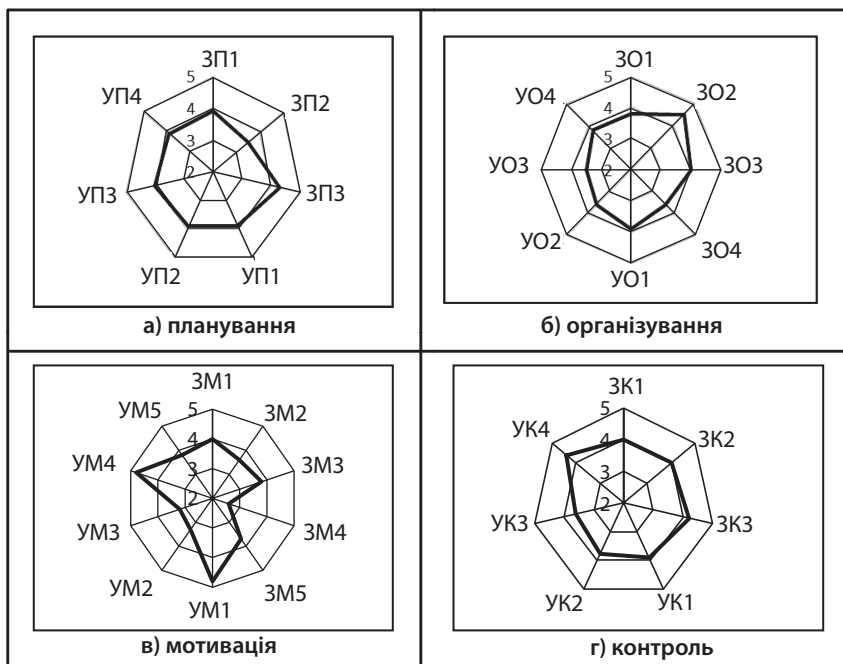 ЗП1
ЗП2
ЗП3
УП1
УП2
УП3
УП4
5
4
3
2
а) планування
ЗО1
ЗО2
ЗО3
ЗО4
УО1
УО2
УО3
УО4
5
4
3
2
б) організування
ЗМ1
ЗМ2
ЗМ3
ЗМ4
ЗМ5
УМ1
УМ2
УМ3
УМ4
УМ5
5
4
3
2
в) мотивація
ЗК1
ЗК2
ЗК3
УК1
УК2
УК3
УК4
5
4
3
2
г) контроль